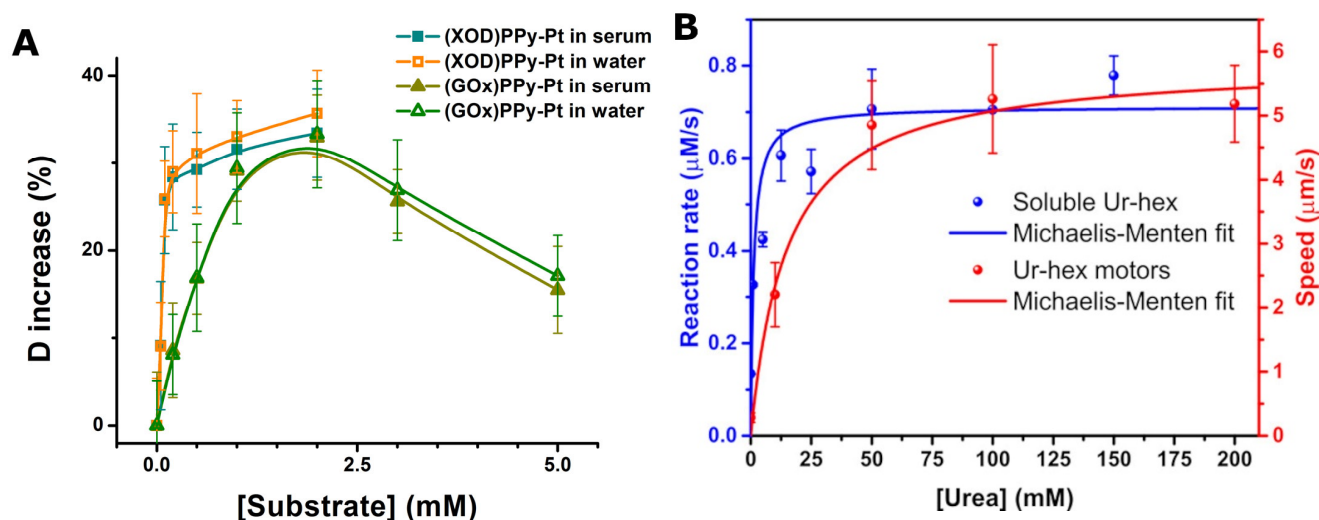 A
(XOD)PPy-Pt in serum
(XOD)PPy-Pt in water
(GOx)PPy-Pt in serum
(GOx)PPy-Pt in water
D increase (%)
40
20
0
0.0 2.5 5.0
[Substrate] (mM)
B
Reaction rate (μM/s)
0.8
0.6
0.4
0.2
0.0
Soluble Ur-hex
Michaelis-Menten fit
Ur-hex motors
Michaelis-Menten fit
6
5
4
3
2
1
0
Speed (μm/s)
0 25 50 75 100 125 150 175 200
[Urea] (mM)